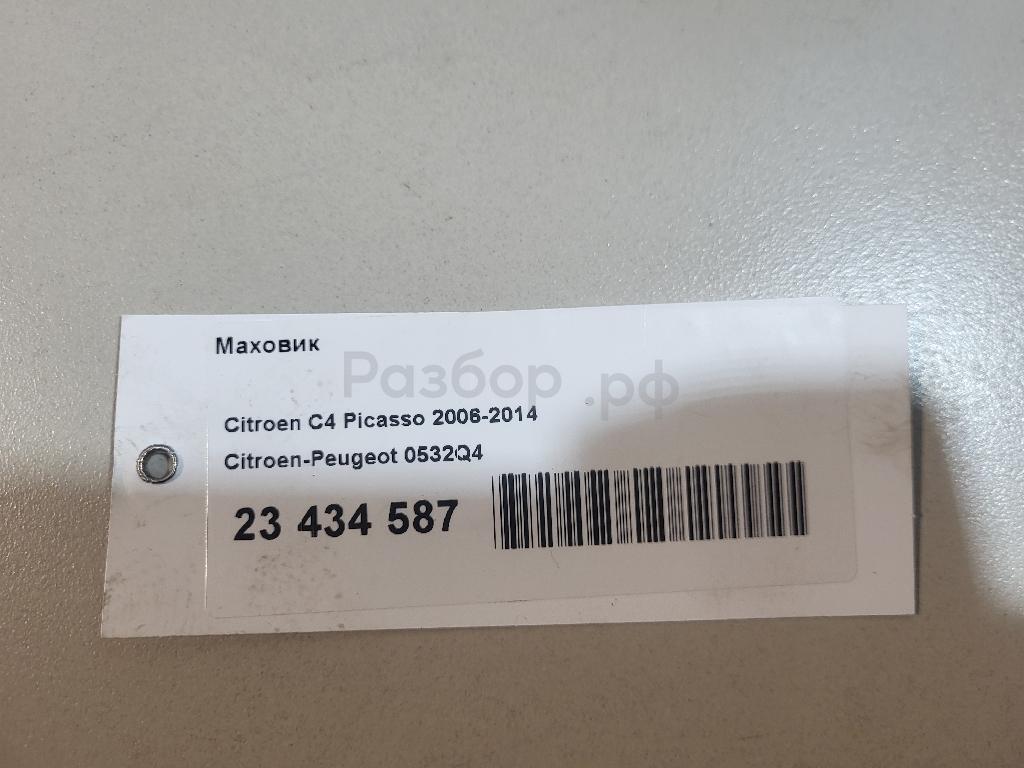 Маховик
Разбор.рф
Citroen C4 Picasso 2006-2014
Citroen-Peugeot 0532Q4
23 434 587